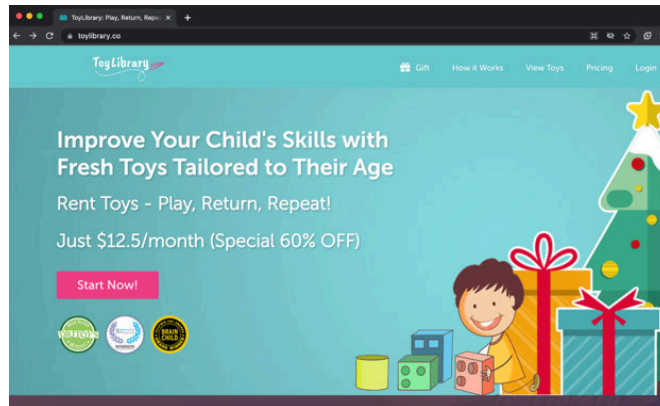 ToyLibrary: Play, Return, Repe
toylibrary.co
ToyLibrary
Gift
How it Works
View Toys
Pricing
Login
Improve Your Child's Skills with
Fresh Toys Tailored to Their Age
Rent Toys - Play, Return, Repeat!
Just $12.5/month (Special 60% OFF)
Start Now!
DR.TOY'S
BRAIN
CHILD